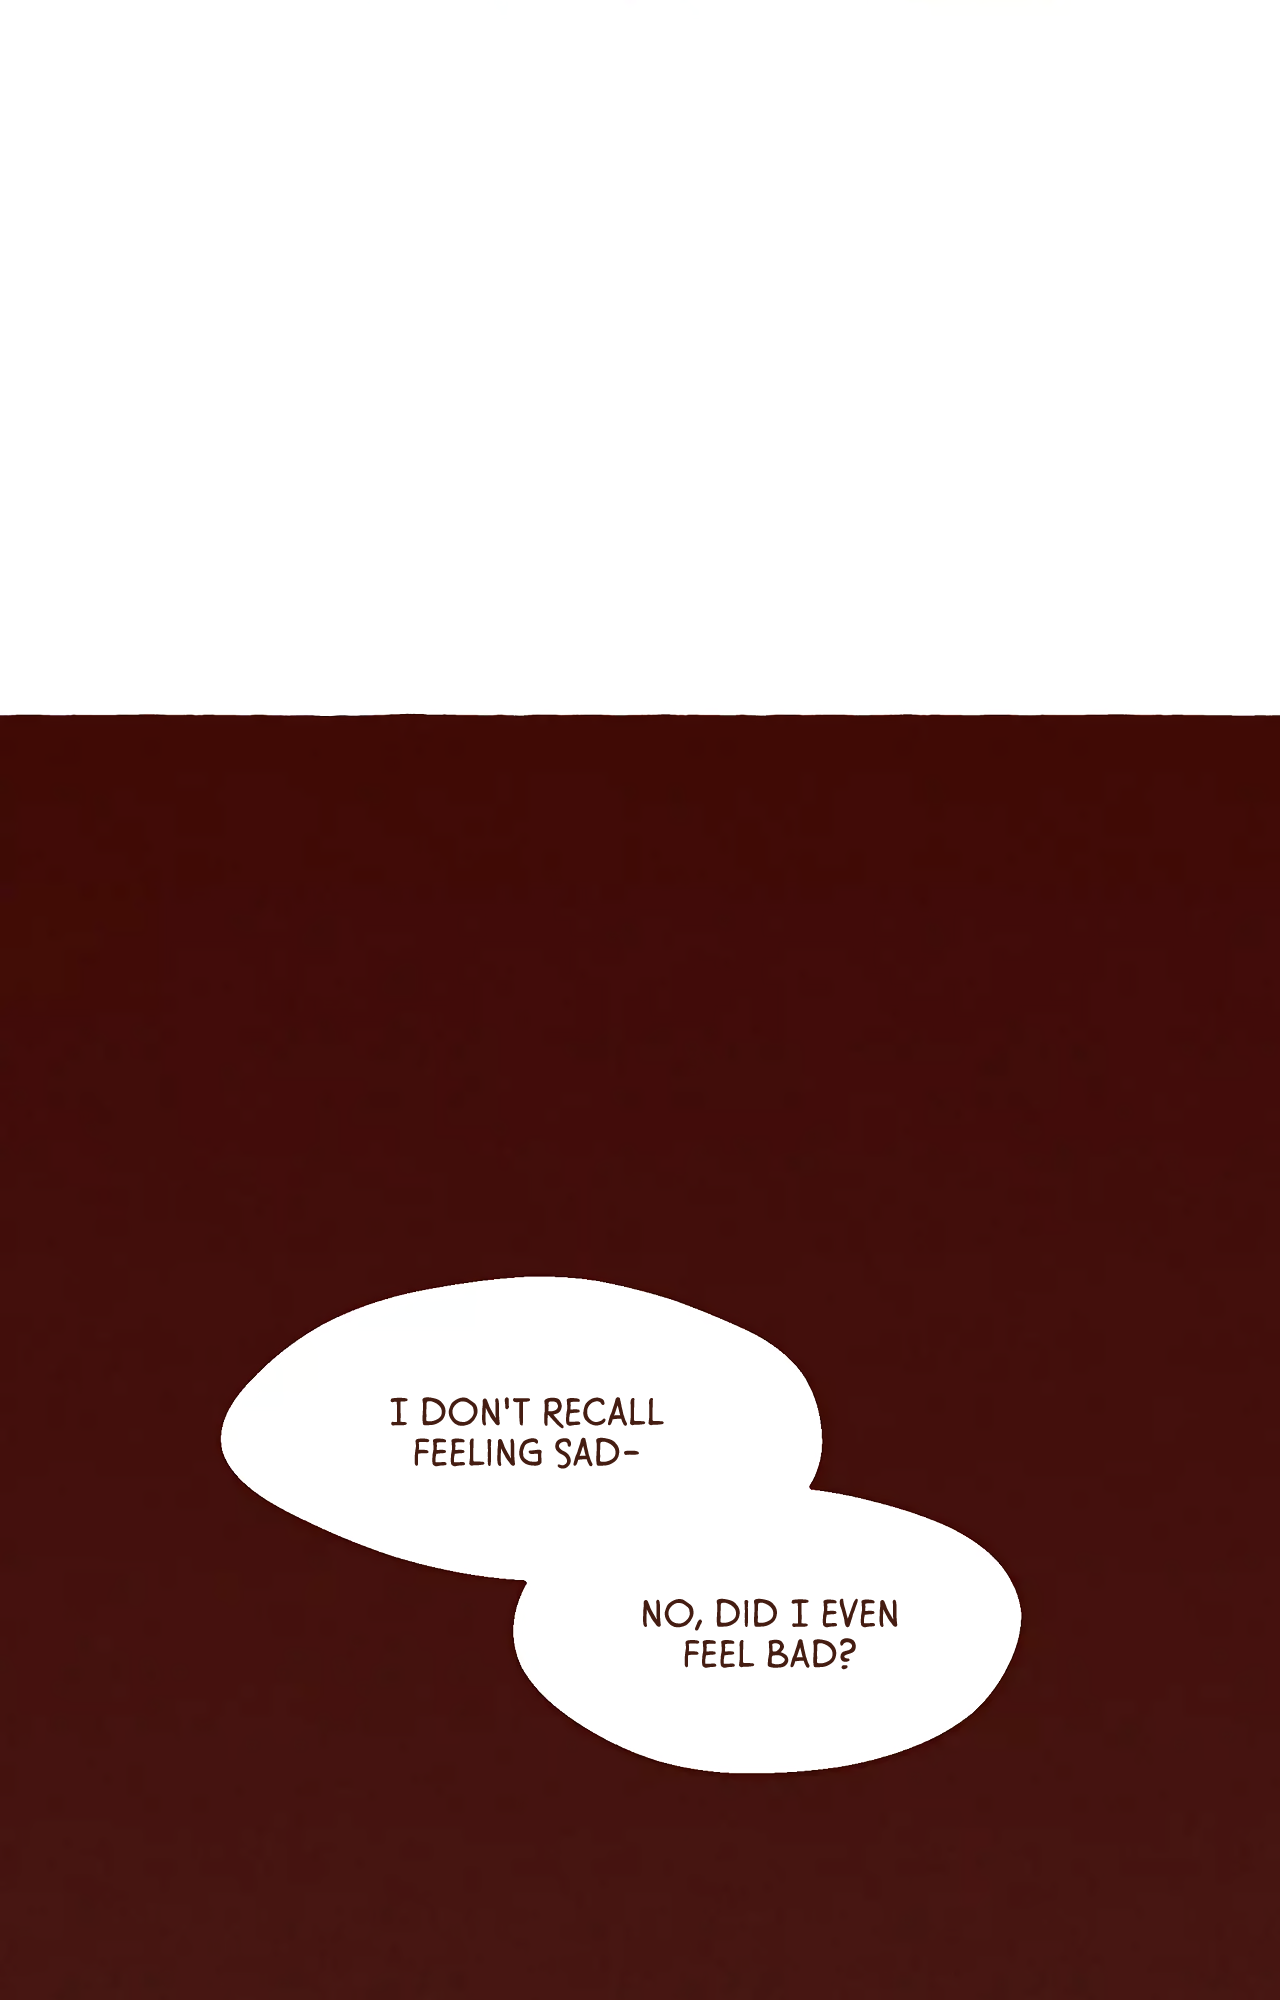 I DON'T RECALL
FEELING SAD-
NO, DID I EVEN
FEEL BAD?